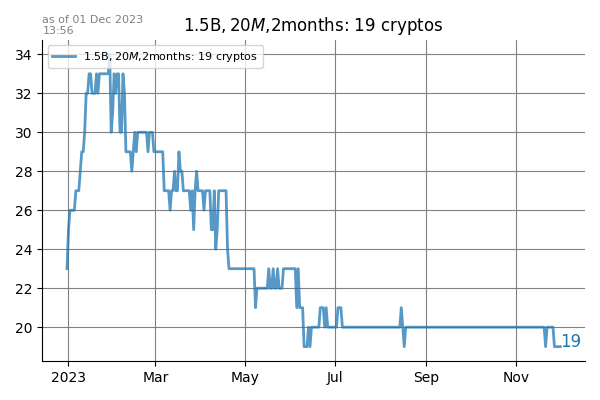 as of 01 Dec 2023
13:56
1.5B, 20M,2months: 19 cryptos
1.5B, 20M,2months: 19 cryptos
34
32
30
28
26
24
22
20
19
2023 Mar May Jul Sep Nov